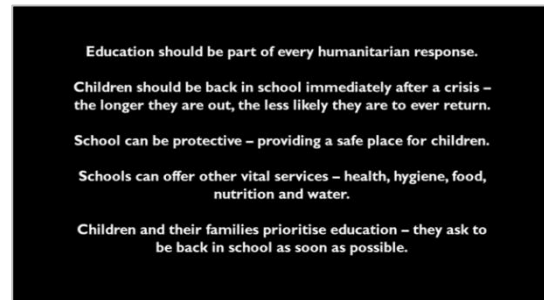 Education should be part of every humanitarian response.
Children should be back in school immediately after a crisis –
the longer they are out, the less likely they are to ever return.
School can be protective – providing a safe place for children.
Schools can offer other vital services – health, hygiene, food,
nutrition and water.
Children and their families prioritise education – they ask to
be back in school as soon as possible.